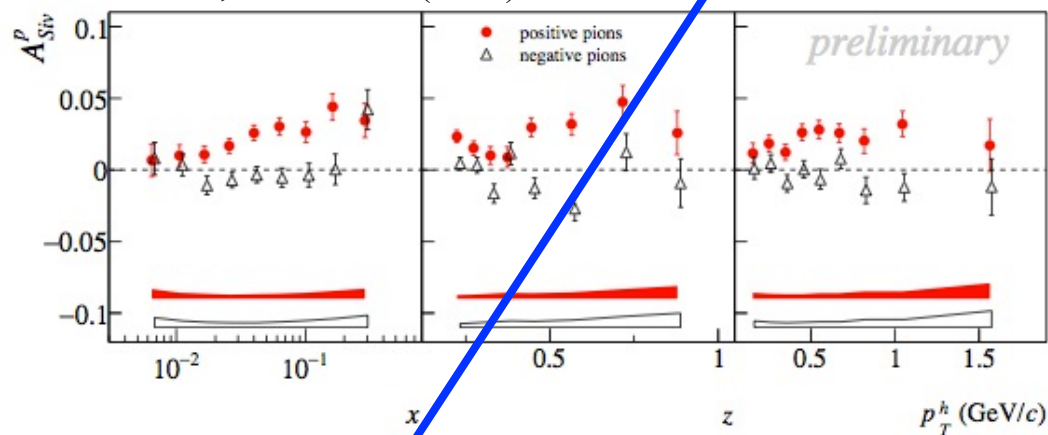 0.1
A^p_Siv
positive pions
negative pions
preliminary
0.05
0
−0.05
−0.1
10^−2 10^−1 0.5 1 0.5 1 1.5
x z p_T^h (GeV/c)